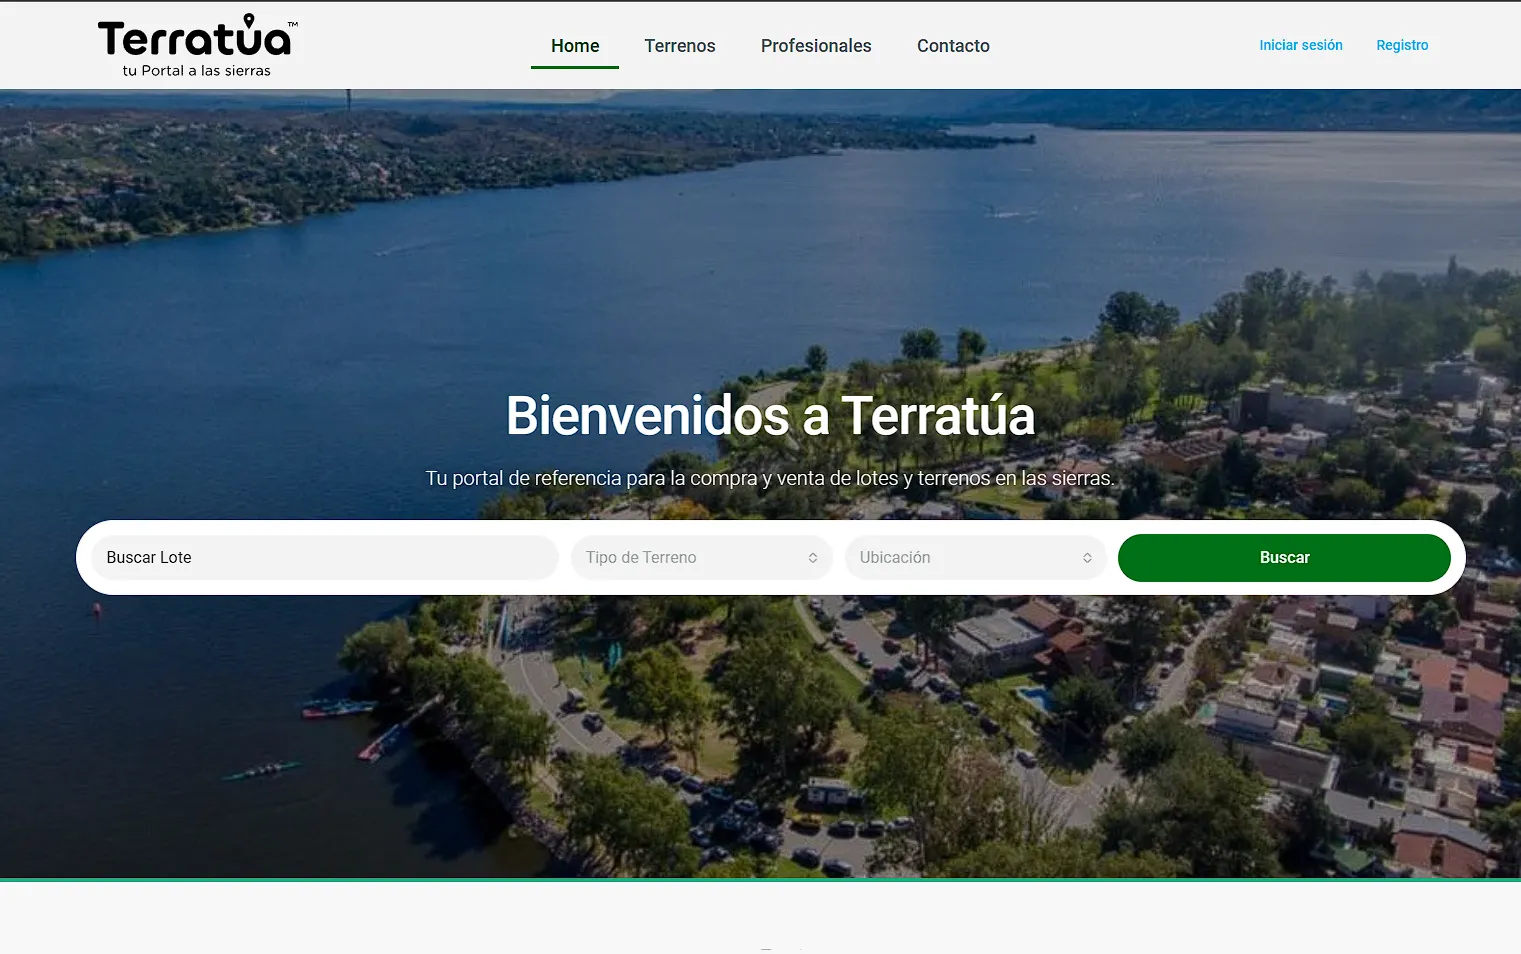 Terratúa™
tu Portal a las sierras
Home
Terrenos
Profesionales
Contacto
Iniciar sesión
Registro
Bienvenidos a Terratúa
Tu portal de referencia para la compra y venta de lotes y terrenos en las sierras.
Buscar Lote
Tipo de Terreno
Ubicación
Buscar